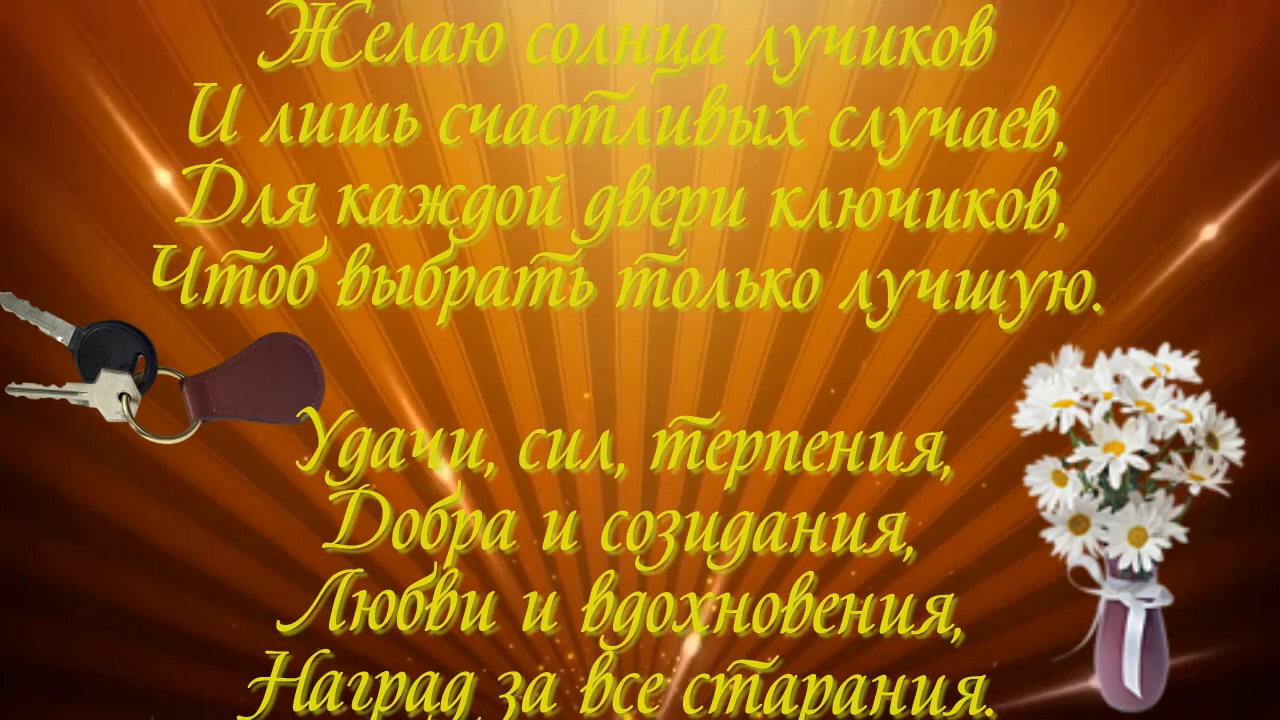 Желаю солнца лучиков
И лишь счастливых случаев,
Для каждой двери ключиков,
Чтоб выбрать только лучшую.
Удачи, сил, терпения,
Добра и созидания,
Любви и вдохновения,
Наград за все старания.